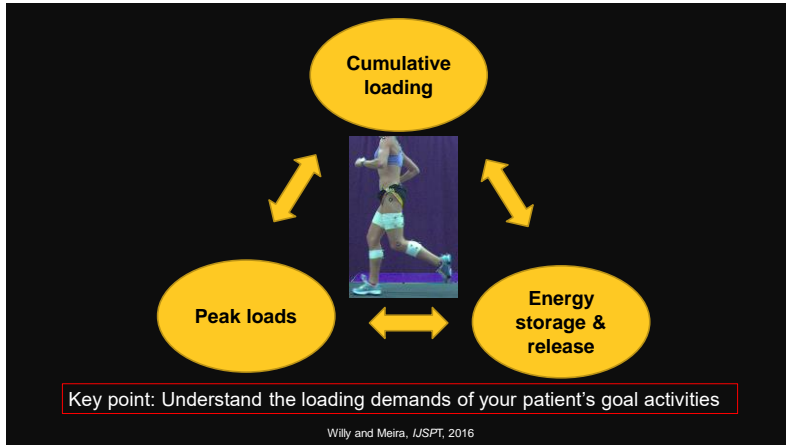 Cumulative
loading
Peak loads
Energy
storage &
release
Key point: Understand the loading demands of your patient's goal activities
Willy and Meira, IJSPT, 2016